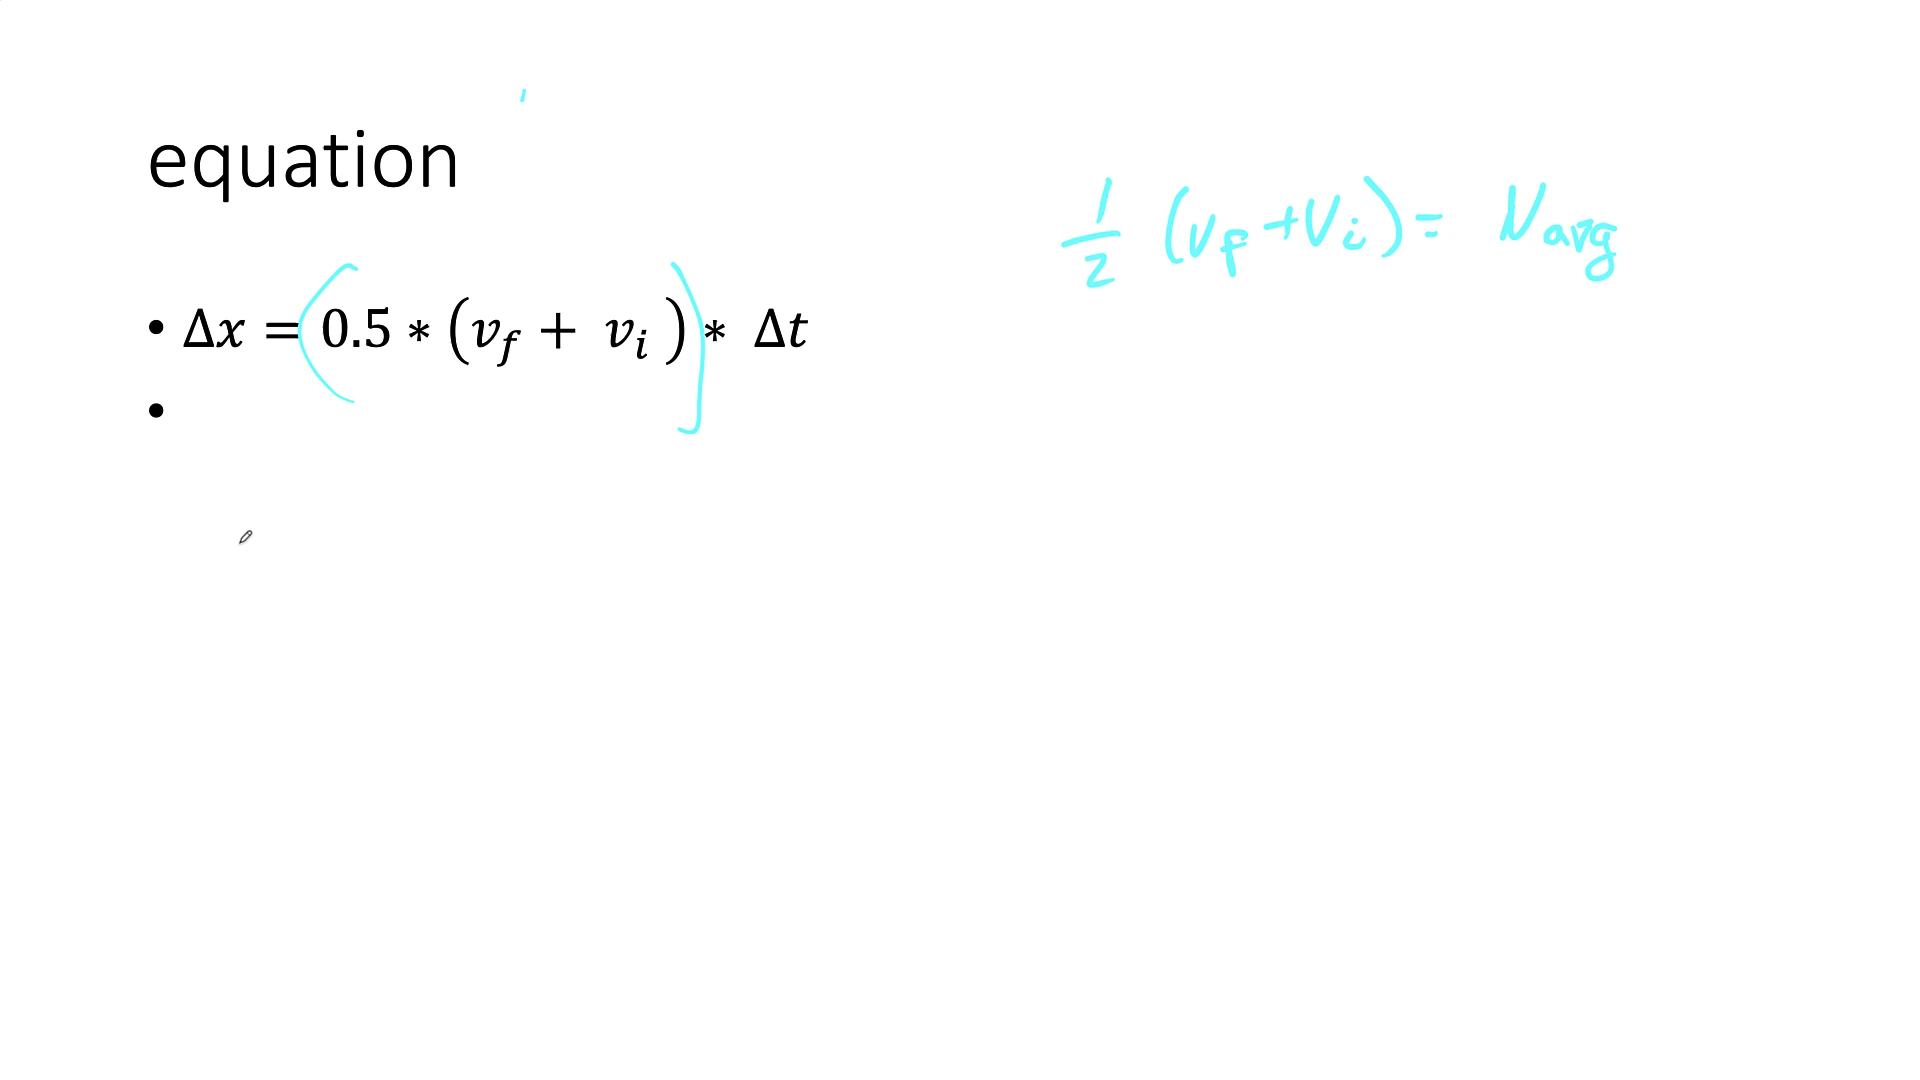 equation
½ (v_f + v_i) = v_avg
• Δx = 0.5 * (v_f + v_i) * Δt
•